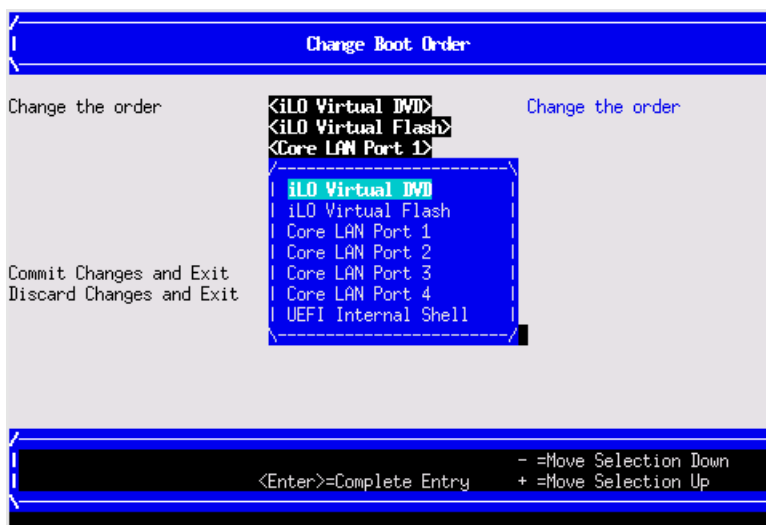 Change Boot Order
Change the order <iLO Virtual DVD> Change the order
<iLO Virtual Flash>
<Core LAN Port 1>
iLO Virtual DVD
iLO Virtual Flash
Core LAN Port 1
Core LAN Port 2
Commit Changes and Exit Core LAN Port 3
Discard Changes and Exit Core LAN Port 4
UEFI Internal Shell
- =Move Selection Down
<Enter>=Complete Entry + =Move Selection Up